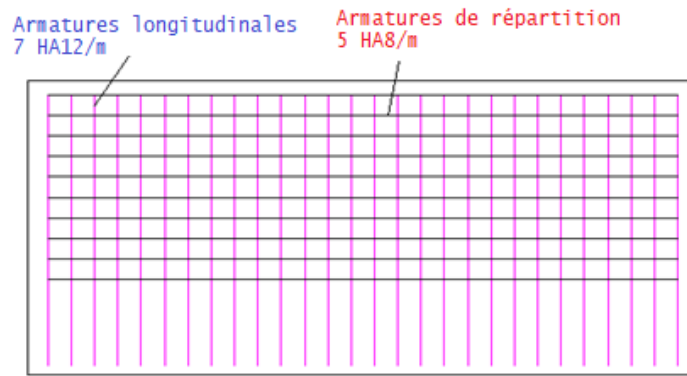 Armatures longitudinales
7 HA12/m
Armatures de répartition
5 HA8/m